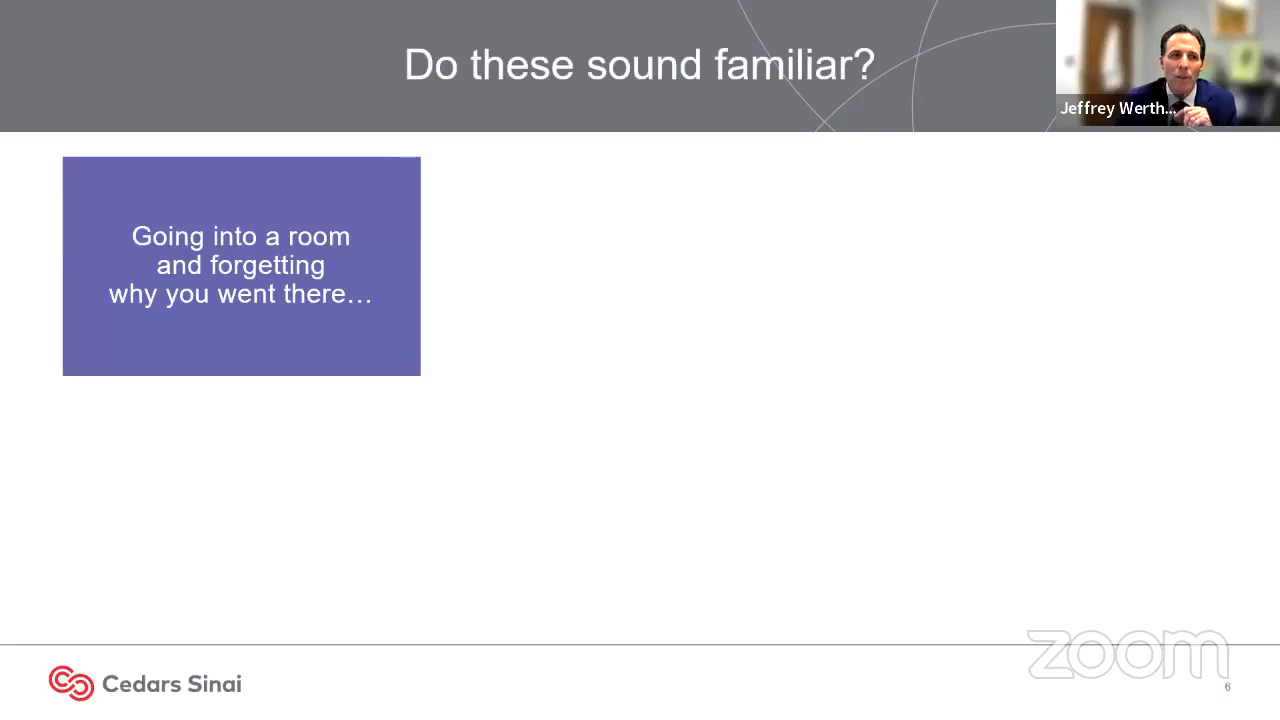 Do these sound familiar?
Jeffrey Werth...
Going into a room
and forgetting
why you went there…
zoom
Cedars Sinai
6